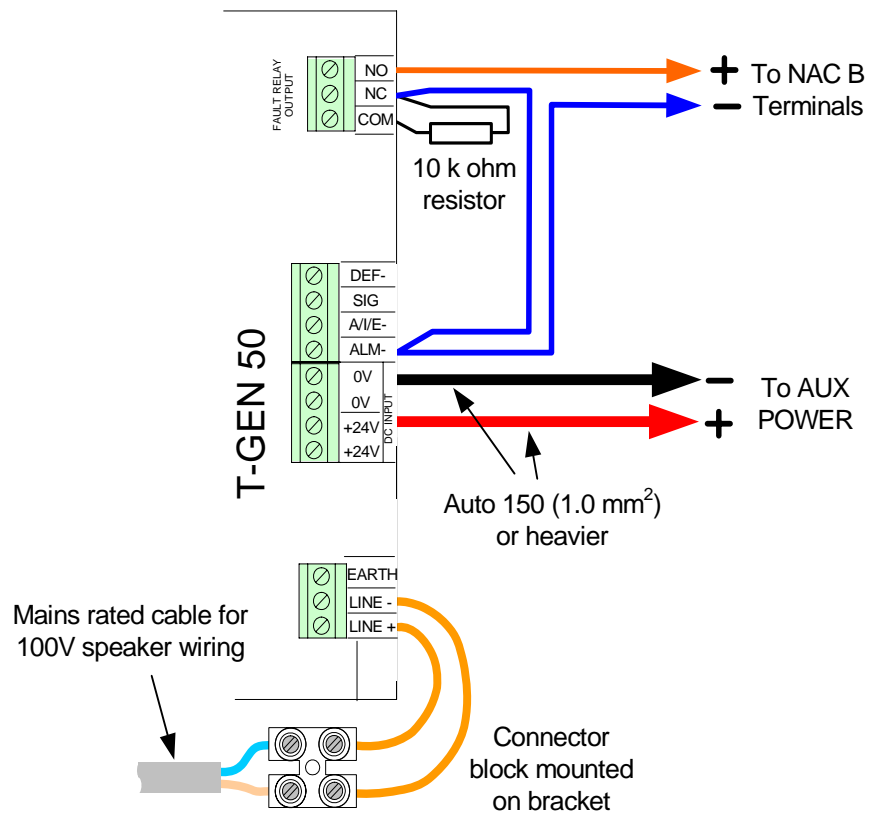 FAULT RELAY
OUTPUT
NO
NC
COM
+ To NAC B
− Terminals
10 k ohm
resistor
T-GEN 50
DEF-
SIG
A/I/E-
ALM-
0V
0V
+24V
+24V
DC INPUT
− To AUX
+ POWER
Auto 150 (1.0 mm²)
or heavier
EARTH
LINE -
LINE +
Mains rated cable for
100V speaker wiring
Connector
block mounted
on bracket